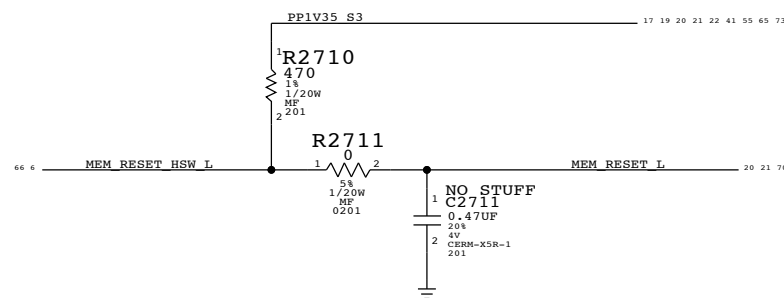 PP1V35_S3
17 19 20 21 22 41 55 65 73
1
R2710
470
1%
1/20W
MF
201
2
R2711
0
66 6
MEM_RESET_HSW_L
1
2
MEM_RESET_L
20 21 70
5%
1/20W
MF
0201
NO STUFF
1
C2711
0.47UF
20%
4V
2
CERM-X5R-1
201